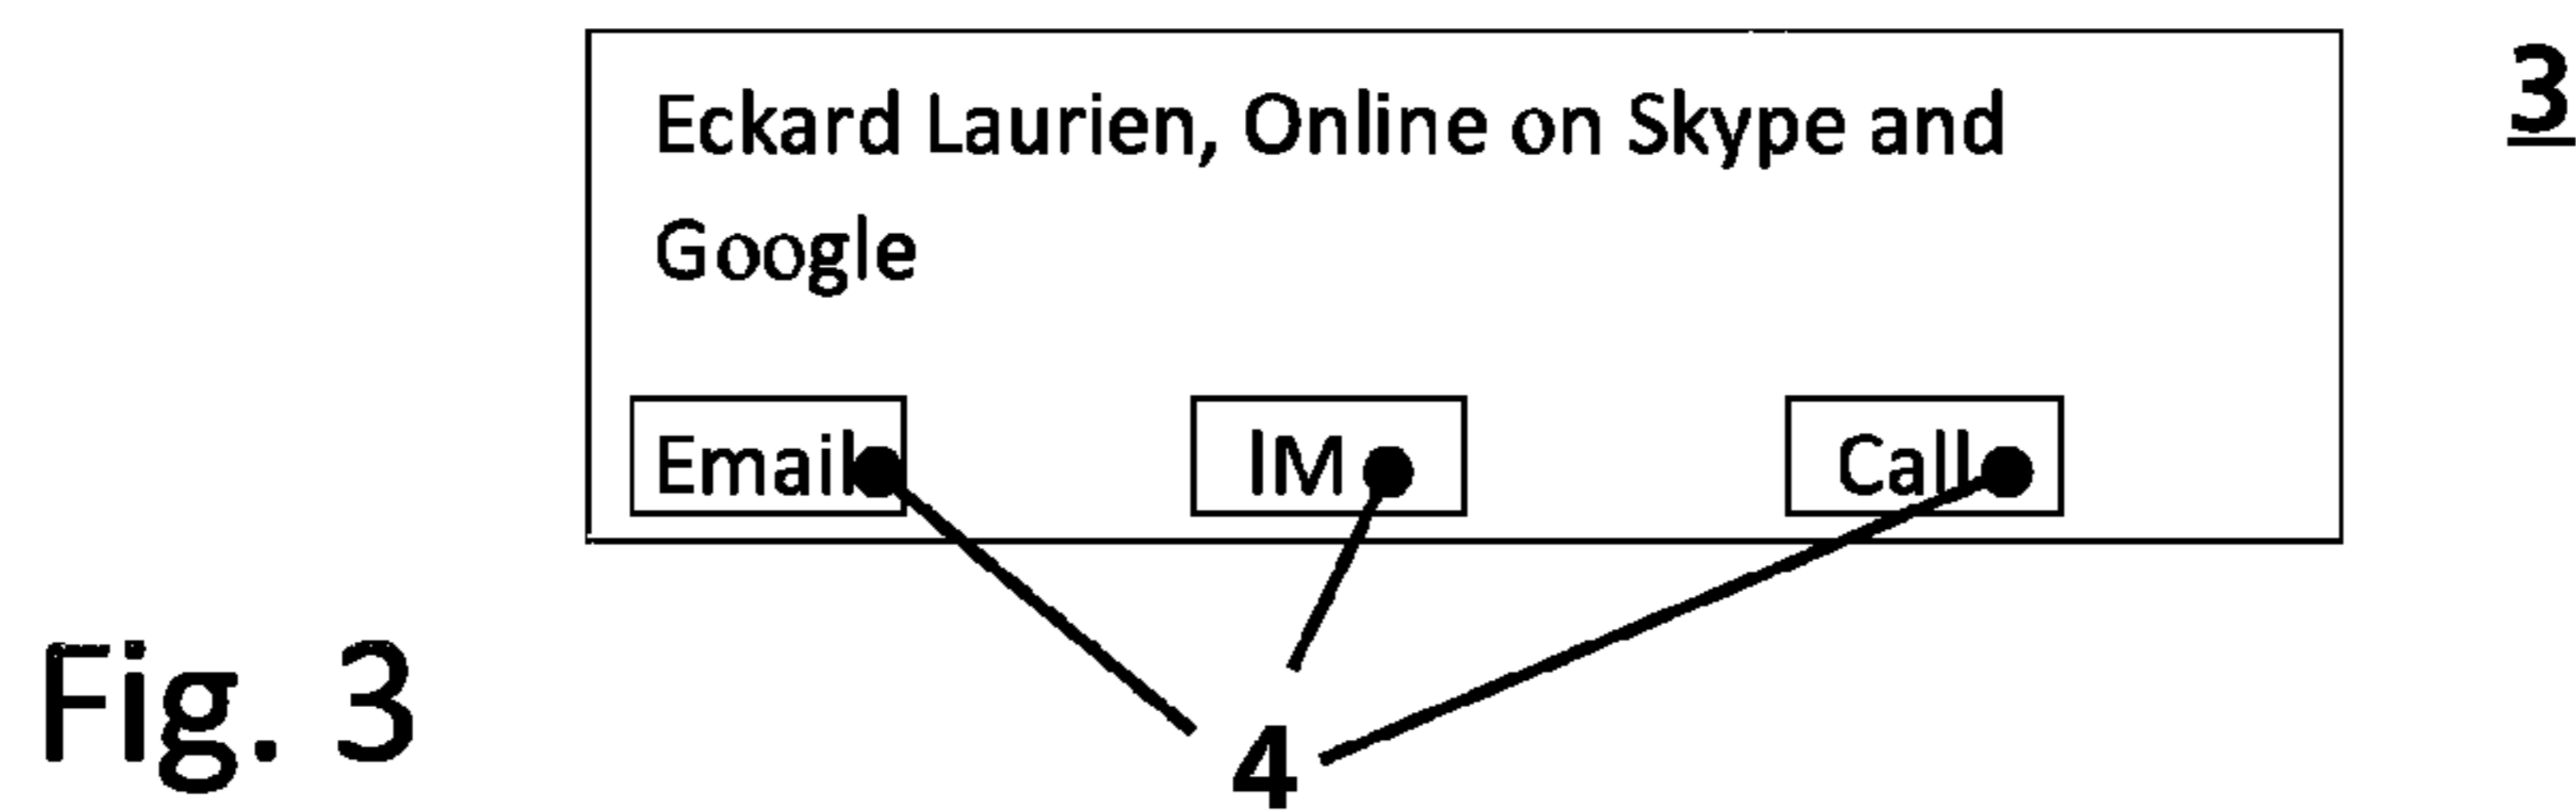 Eckard Laurien, Online on Skype and
3
Google
Email
IM
Call
Fig. 3
4